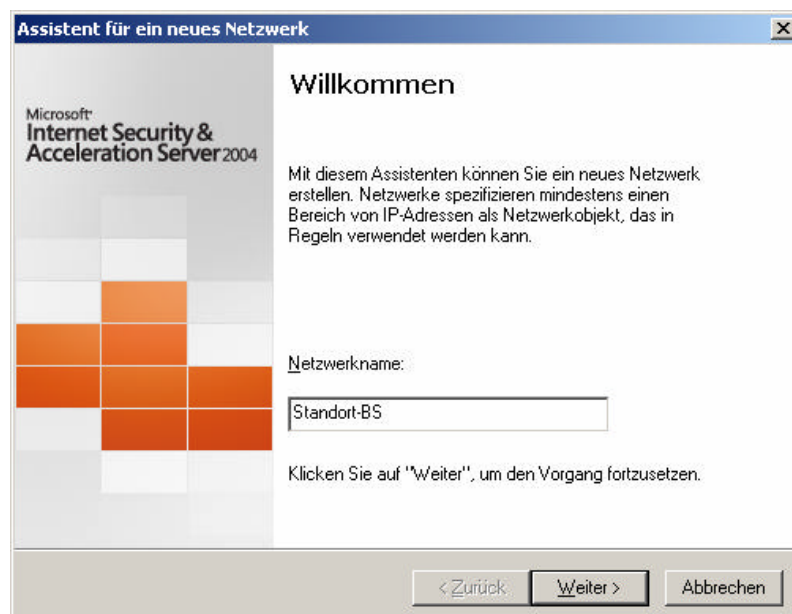 Assistent für ein neues Netzwerk
Microsoft
Internet Security &
Acceleration Server 2004
Willkommen
Mit diesem Assistenten können Sie ein neues Netzwerk
erstellen. Netzwerke spezifizieren mindestens einen
Bereich von IP-Adressen als Netzwerkobjekt, das in
Regeln verwendet werden kann.
Netzwerkname:
Standort-BS
Klicken Sie auf "Weiter", um den Vorgang fortzusetzen.
< Zurück
Weiter >
Abbrechen